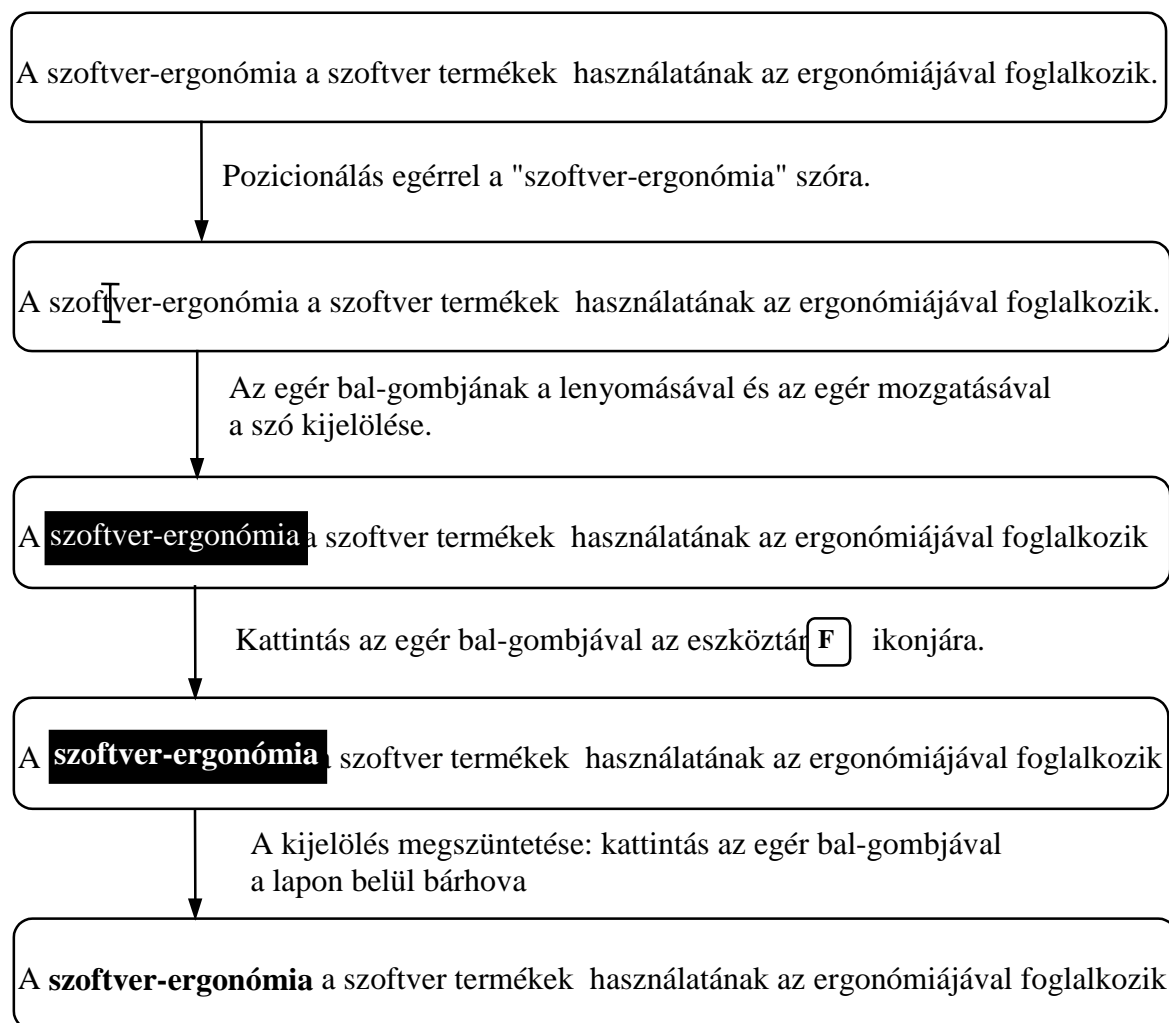 A szoftver-ergonómia a szoftver termékek  használatának az ergonómiájával foglalkozik.
Pozicionálás egérrel a "szoftver-ergonómia" szóra.
A szoftver-ergonómia a szoftver termékek  használatának az ergonómiájával foglalkozik.
Az egér bal-gombjának a lenyomásával és az egér mozgatásával
a szó kijelölése.
A szoftver-ergonómia a szoftver termékek  használatának az ergonómiájával foglalkozik
Kattintás az egér bal-gombjával az eszköztár F ikonjára.
A szoftver-ergonómia a szoftver termékek  használatának az ergonómiájával foglalkozik
A kijelölés megszüntetése: kattintás az egér bal-gombjával
a lapon belül bárhova
A szoftver-ergonómia a szoftver termékek  használatának az ergonómiájával foglalkozik